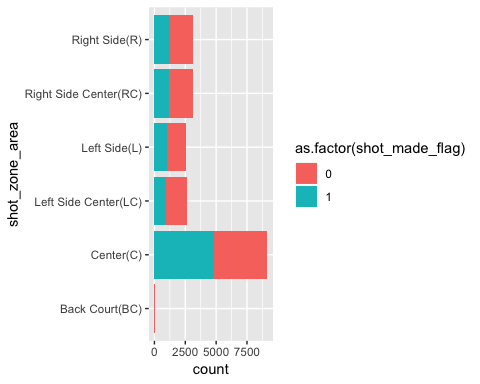 Right Side(R)
Right Side Center(RC)
Left Side(L)
Left Side Center(LC)
Center(C)
Back Court(BC)
shot_zone_area
0 2500 5000 7500
count
as.factor(shot_made_flag)
0
1